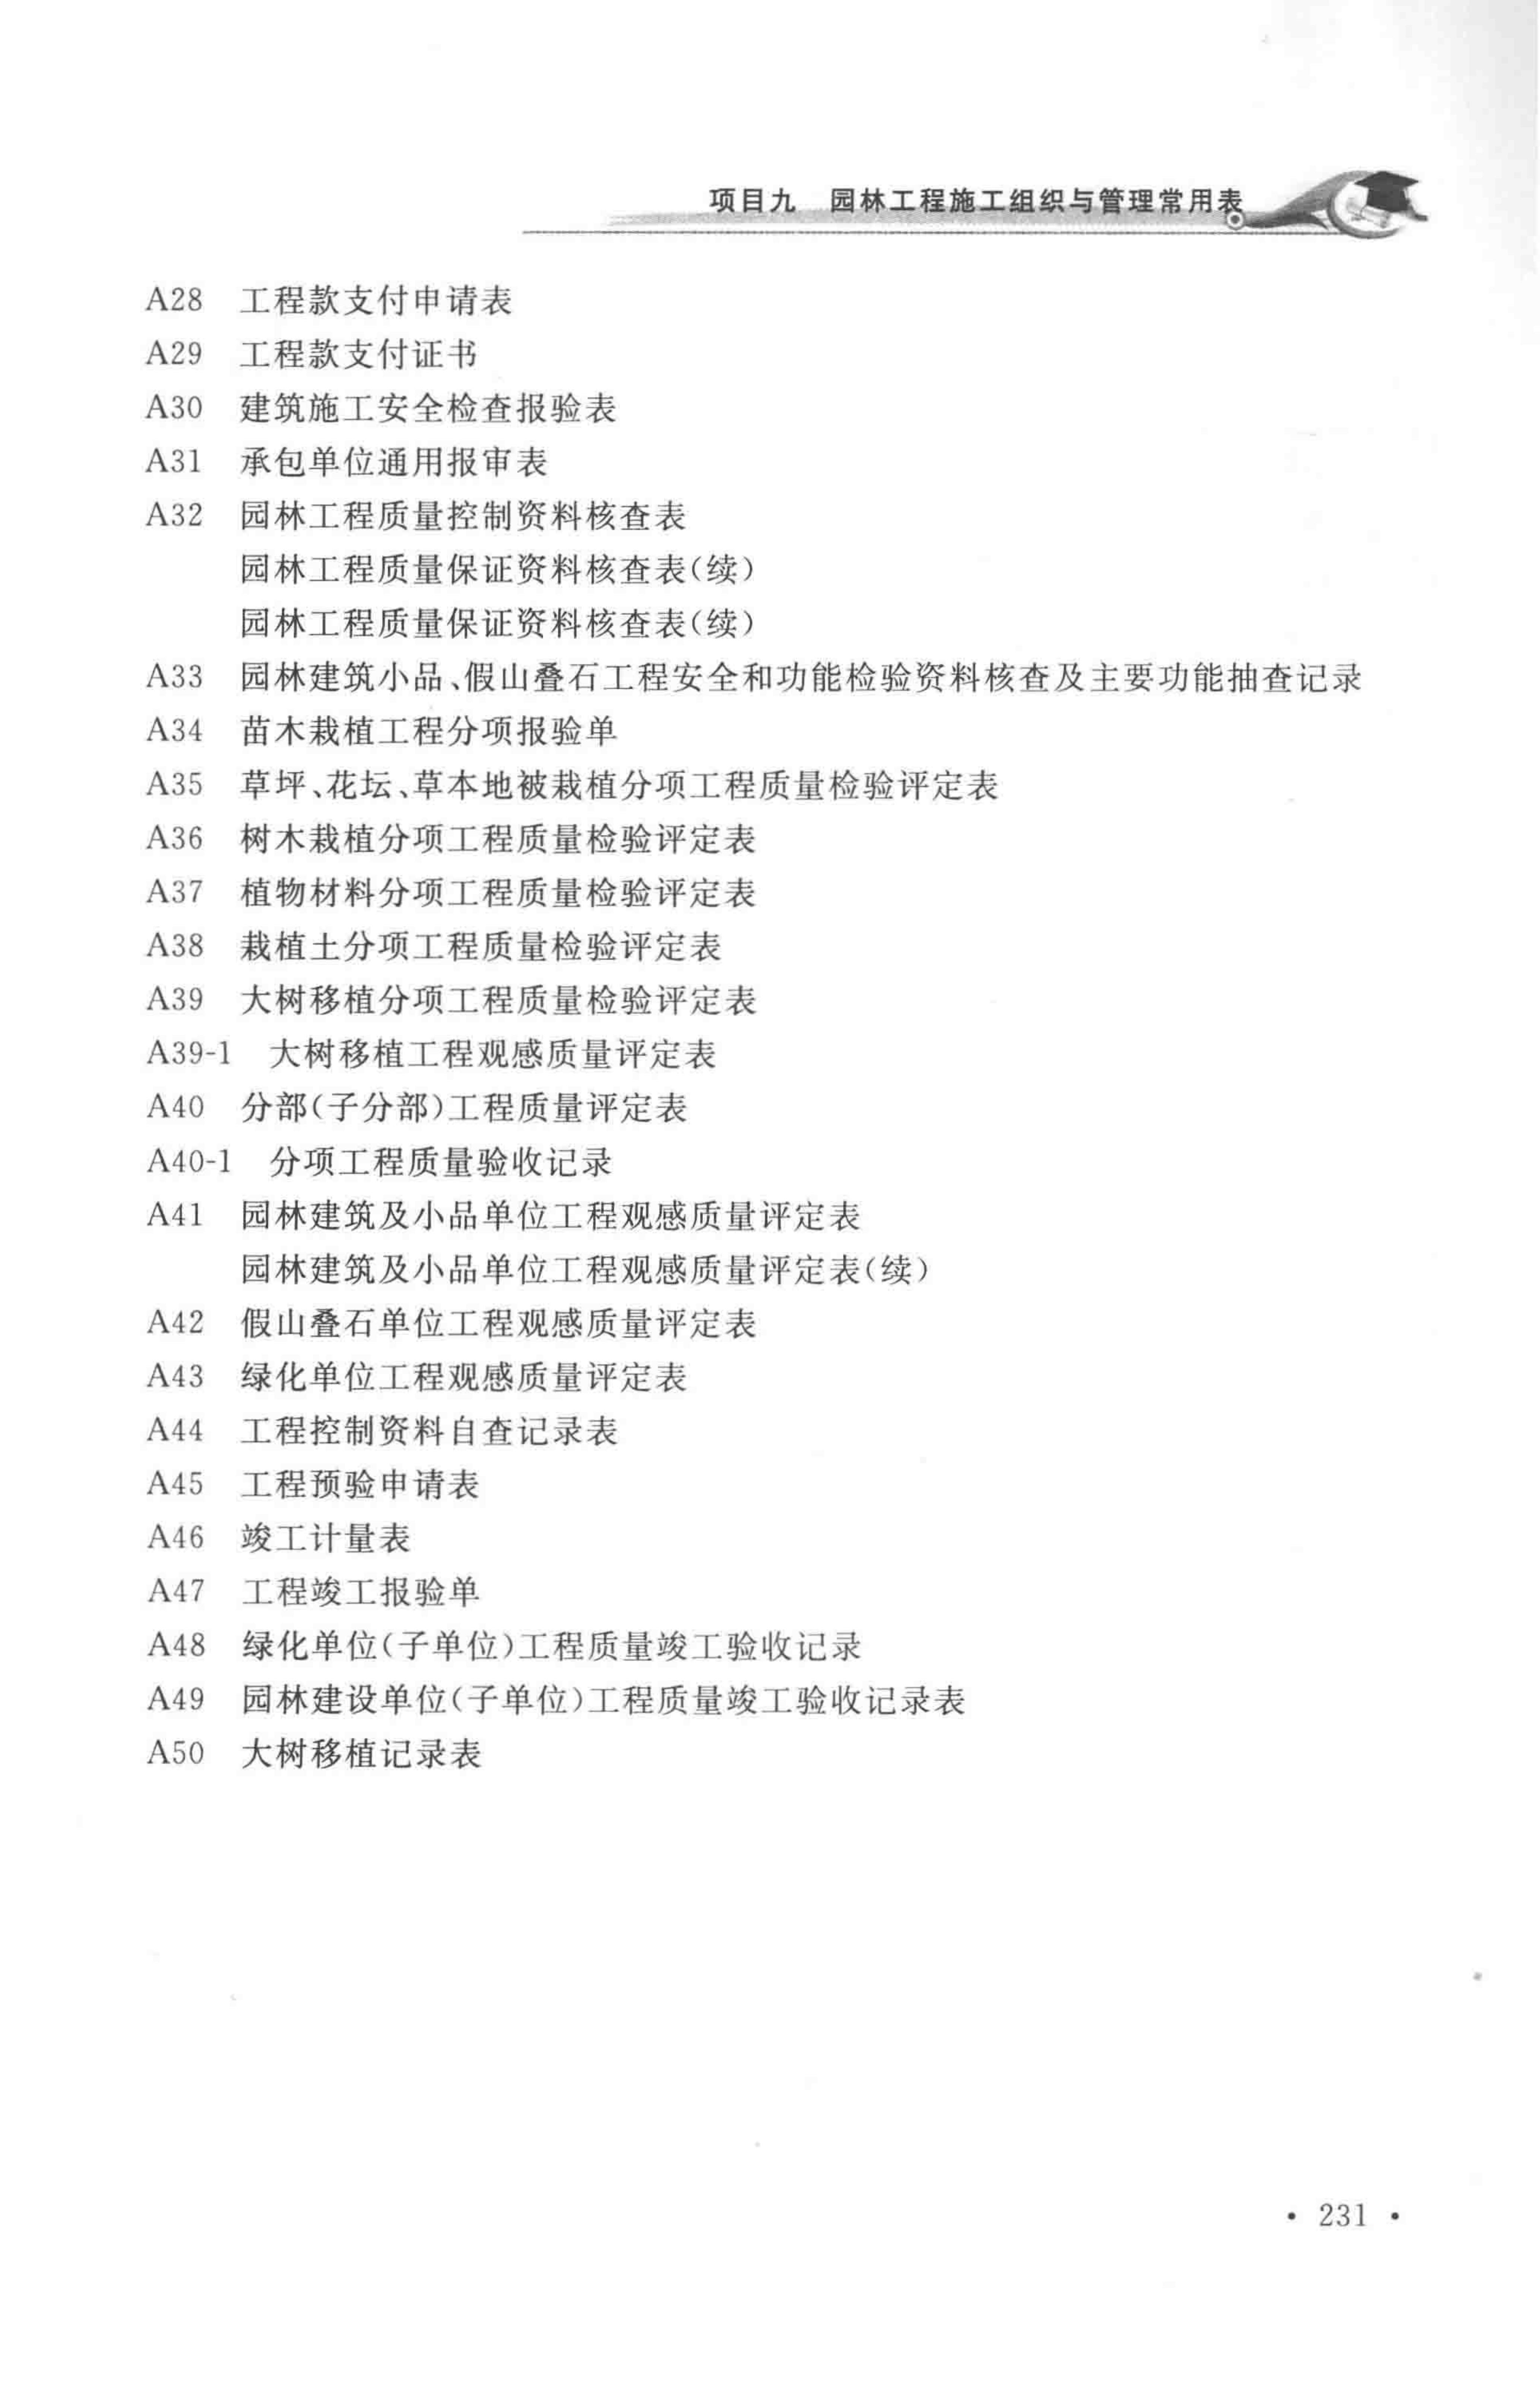 项目九 园林工程施工组织与管理常用表
A28 工程款支付申请表
A29 工程款支付证书
A30 建筑施工安全检查报验表
A31 承包单位通用报审表
A32 园林工程质量控制资料核查表
园林工程质量保证资料核查表(续)
园林工程质量保证资料核查表(续)
A33 园林建筑小品、假山叠石工程安全和功能检验资料核查及主要功能抽查记录
A34 苗木栽植工程分项报验单
A35 草坪、花坛、草本地被栽植分项工程质量检验评定表
A36 树木栽植分项工程质量检验评定表
A37 植物材料分项工程质量检验评定表
A38 栽植土分项工程质量检验评定表
A39 大树移植分项工程质量检验评定表
A39-1 大树移植工程观感质量评定表
A40 分部(子分部)工程质量评定表
A40-1 分项工程质量验收记录
A41 园林建筑及小品单位工程观感质量评定表
园林建筑及小品单位工程观感质量评定表(续)
A42 假山叠石单位工程观感质量评定表
A43 绿化单位工程观感质量评定表
A44 工程控制资料自查记录表
A45 工程预验申请表
A46 竣工计量表
A47 工程竣工报验单
A48 绿化单位(子单位)工程质量竣工验收记录
A49 园林建设单位(子单位)工程质量竣工验收记录表
A50 大树移植记录表
• 231 •